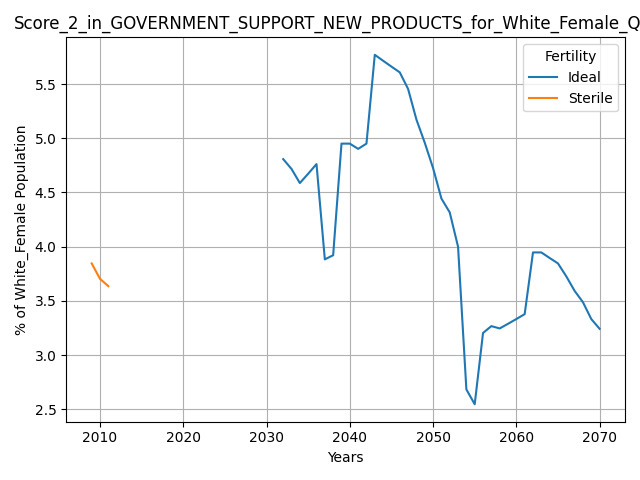 Score_2_in_GOVERNMENT_SUPPORT_NEW_PRODUCTS_for_White_Female_Q
Fertility
Ideal
Sterile
% of White_Female Population
5.5
5.0
4.5
4.0
3.5
3.0
2.5
2010 2020 2030 2040 2050 2060 2070
Years